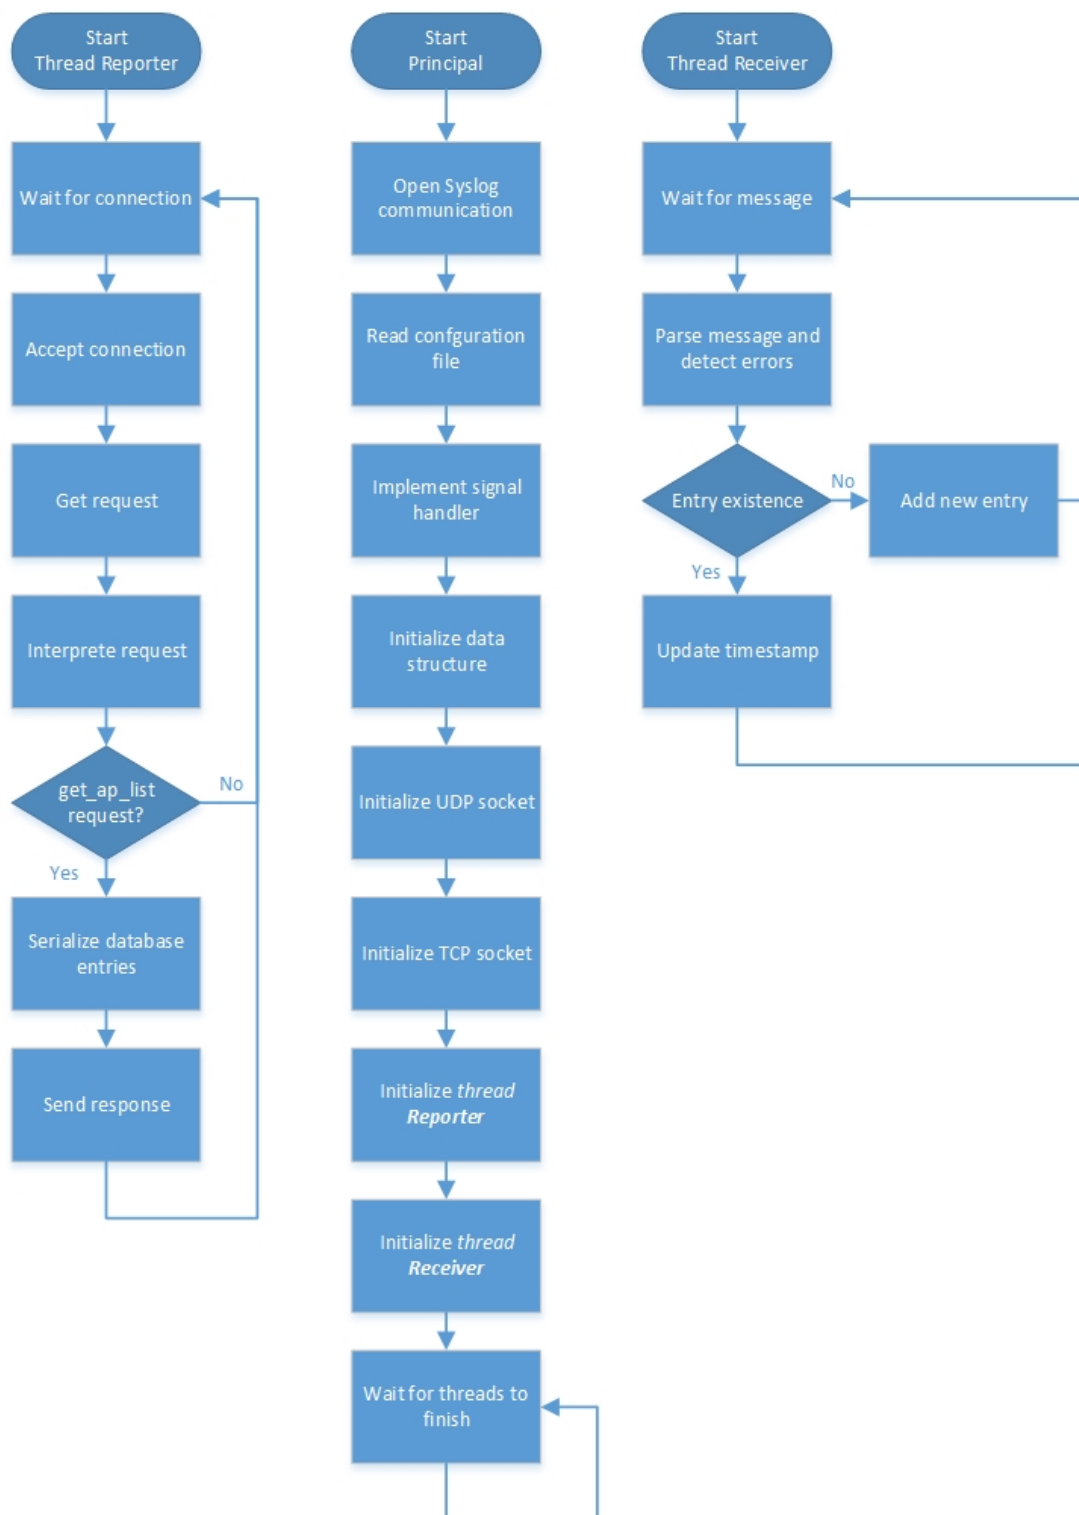 Start
Thread Reporter
Wait for connection
Accept connection
Get request
Interprete request
get_ap_list
request?
No
Yes
Serialize database
entries
Send response
Start
Principal
Open Syslog
communication
Read confguration
file
Implement signal
handler
Initialize data
structure
Initialize UDP socket
Initialize TCP socket
Initialize thread
Reporter
Initialize thread
Receiver
Wait for threads to
finish
Start
Thread Receiver
Wait for message
Parse message and
detect errors
Entry existence
No
Add new entry
Yes
Update timestamp